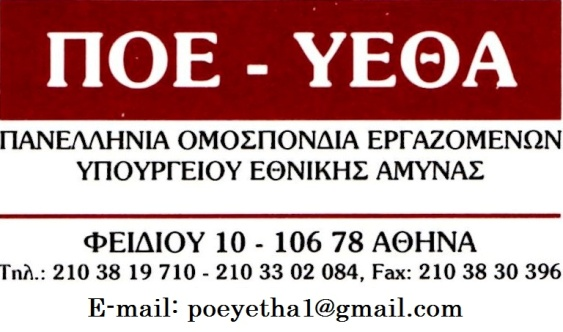 ΠΟΕ - ΥΕΘΑ
ΠΑΝΕΛΛΗΝΙΑ ΟΜΟΣΠΟΝΔΙΑ ΕΡΓΑΖΟΜΕΝΩΝ
ΥΠΟΥΡΓΕΙΟΥ ΕΘΝΙΚΗΣ ΑΜΥΝΑΣ
ΦΕΙΔΙΟΥ 10 - 106 78 ΑΘΗΝΑ
Τηλ.: 210 38 19 710 - 210 33 02 084, Fax: 210 38 30 396
E-mail: poeyetha1@gmail.com